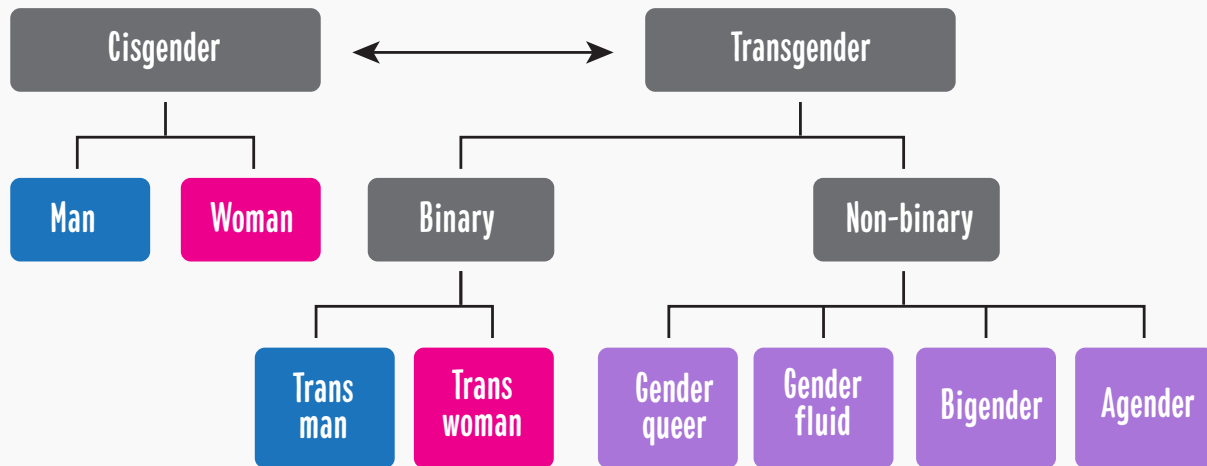 Cisgender
Transgender
Man
Woman
Binary
Non-binary
Trans
man
Trans
woman
Gender
queer
Gender
fluid
Bigender
Agender